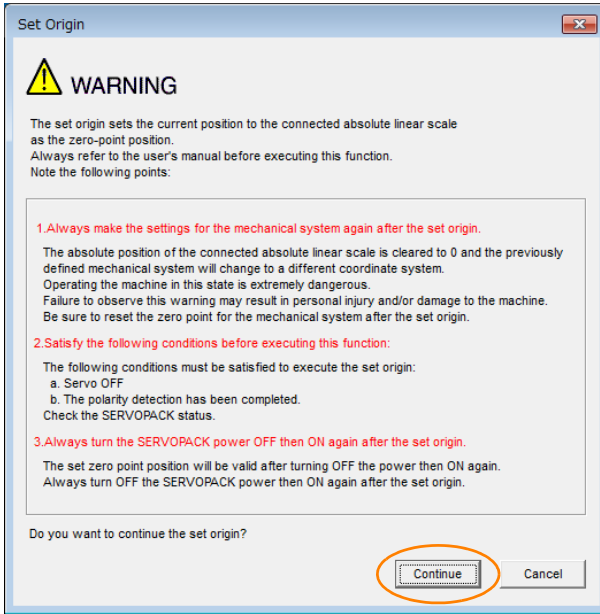 Set Origin
WARNING
The set origin sets the current position to the connected absolute linear scale
as the zero-point position.
Always refer to the user's manual before executing this function.
Note the following points:
1.Always make the settings for the mechanical system again after the set origin.
The absolute position of the connected absolute linear scale is cleared to 0 and the previously
defined mechanical system will change to a different coordinate system.
Operating the machine in this state is extremely dangerous.
Failure to observe this warning may result in personal injury and/or damage to the machine.
Be sure to reset the zero point for the mechanical system after the set origin.
2.Satisfy the following conditions before executing this function:
The following conditions must be satisfied to execute the set origin:
a. Servo OFF
b. The polarity detection has been completed.
Check the SERVOPACK status.
3.Always turn the SERVOPACK power OFF then ON again after the set origin.
The set zero point position will be valid after turning OFF the power then ON again.
Always turn OFF the SERVOPACK power then ON again after the set origin.
Do you want to continue the set origin?
Continue Cancel